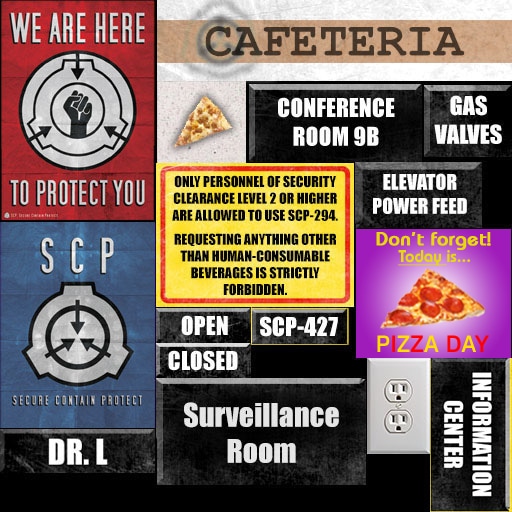 WE ARE HERE
TO PROTECT YOU
CAFETERIA
CONFERENCE
ROOM 9B
GAS
VALVES
ONLY PERSONNEL OF SECURITY
CLEARANCE LEVEL 2 OR HIGHER
ARE ALLOWED TO USE SCP-294.
REQUESTING ANYTHING OTHER
THAN HUMAN-CONSUMABLE
BEVERAGES IS STRICTLY
FORBIDDEN.
ELEVATOR
POWER FEED
SCP
SECURE CONTAIN PROTECT
Don't forget!
Today is...
PIZZA DAY
OPEN
SCP-427
CLOSED
Surveillance
Room
INFORMATION
CENTER
DR. L